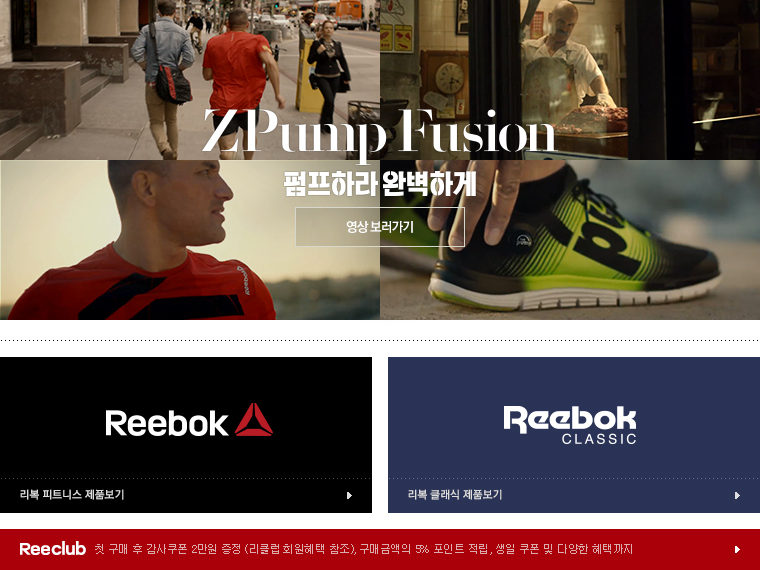 ZPump Fusion
펌프하라 완벽하게
영상 보러가기
Reebok
리복 피트니스 제품보기
Reebok
CLASSIC
리복 클래식 제품보기
Reeclub 첫 구매 후 감사쿠폰 2만원 증정 (리클럽 회원혜택 참조), 구매금액의 5% 포인트 적립, 생일 쿠폰 및 다양한 혜택까지